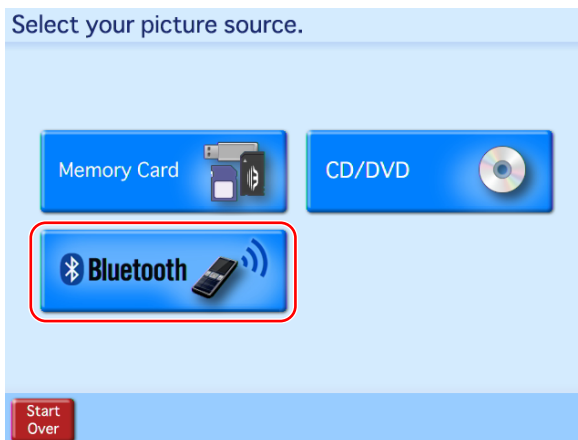 Select your picture source.
Memory Card
CD/DVD
Bluetooth
Start
Over